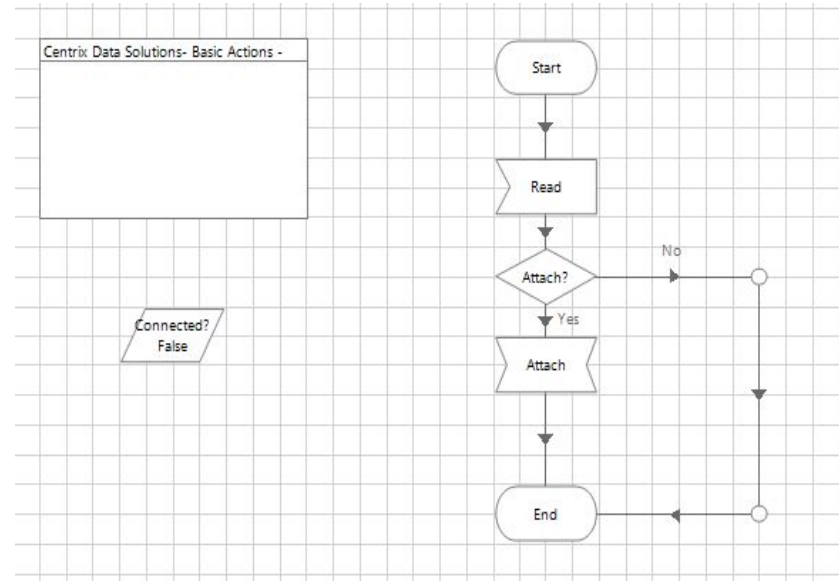 Centrix Data Solutions- Basic Actions -
Start
Read
Attach?
No
Yes
Attach
End
Connected?
False